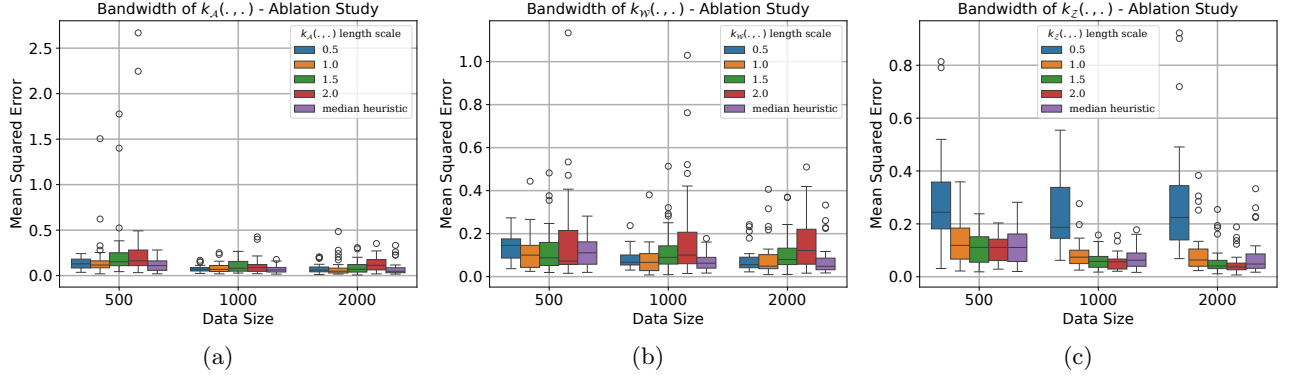 Bandwidth of k𝒜(.,.) - Ablation Study
Mean Squared Error
2.5
2.0
1.5
1.0
0.5
0.0
k𝒜(.,.) length scale
0.5
1.0
1.5
2.0
median heuristic
500
1000
2000
Data Size
(a)
Bandwidth of k𝒲(.,.) - Ablation Study
Mean Squared Error
1.2
1.0
0.8
0.6
0.4
0.2
0.0
k𝒲(.,.) length scale
0.5
1.0
1.5
2.0
median heuristic
500
1000
2000
Data Size
(b)
Bandwidth of k𝒵(.,.) - Ablation Study
Mean Squared Error
0.8
0.6
0.4
0.2
0.0
k𝒵(.,.) length scale
0.5
1.0
1.5
2.0
median heuristic
500
1000
2000
Data Size
(c)